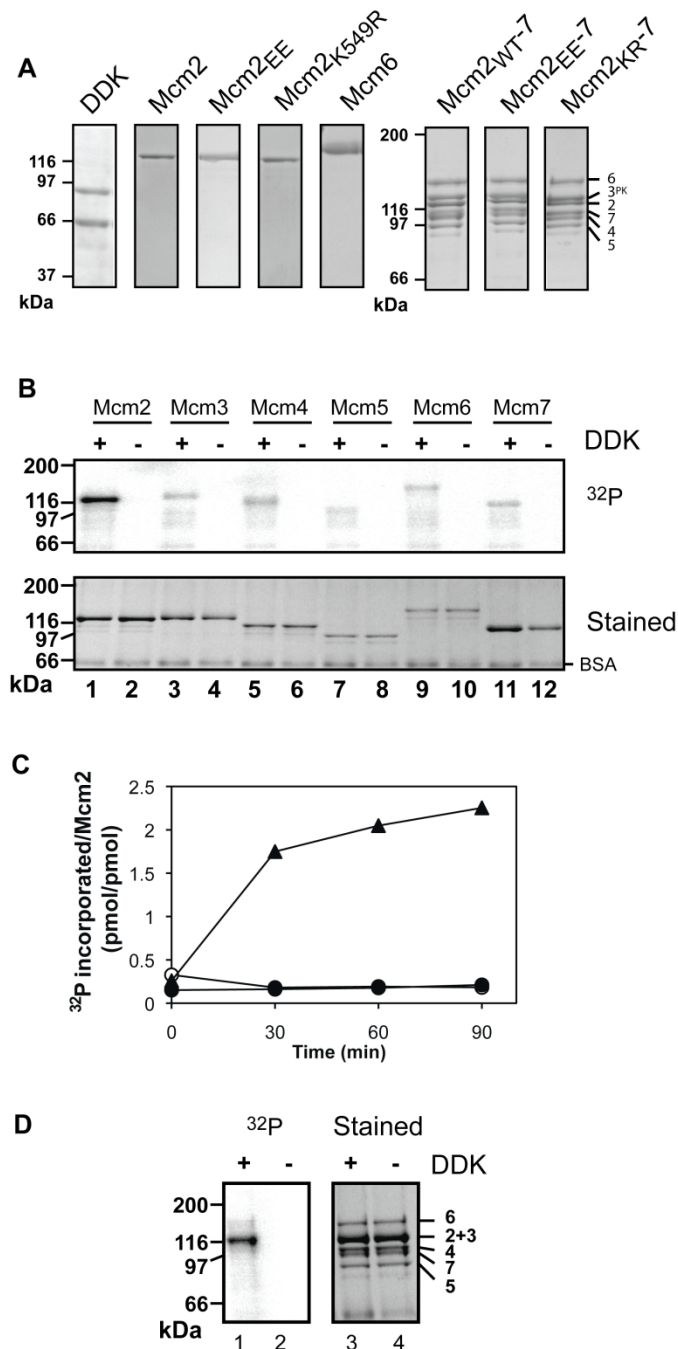 A
DDK
Mcm2
Mcm2EE
Mcm2K549R
Mcm6
Mcm2WT-7
Mcm2EE-7
Mcm2KR-7
116
97
66
37
kDa
200
116
97
66
6
3PK
2
7
4
5
B
Mcm2 Mcm3 Mcm4 Mcm5 Mcm6 Mcm7
+ - + - + - + - + - + - DDK
200
116
97
66
32P
200
116
97
66
Stained
BSA
kDa 1 2 3 4 5 6 7 8 9 10 11 12
C
32P incorporated/Mcm2
(pmol/pmol)
2.5
2
1.5
1
0.5
0
0 30 60 90
Time (min)
D
32P Stained
+ - + - DDK
200
116
97
66
kDa
6
2+3
4
7
5
1 2 3 4